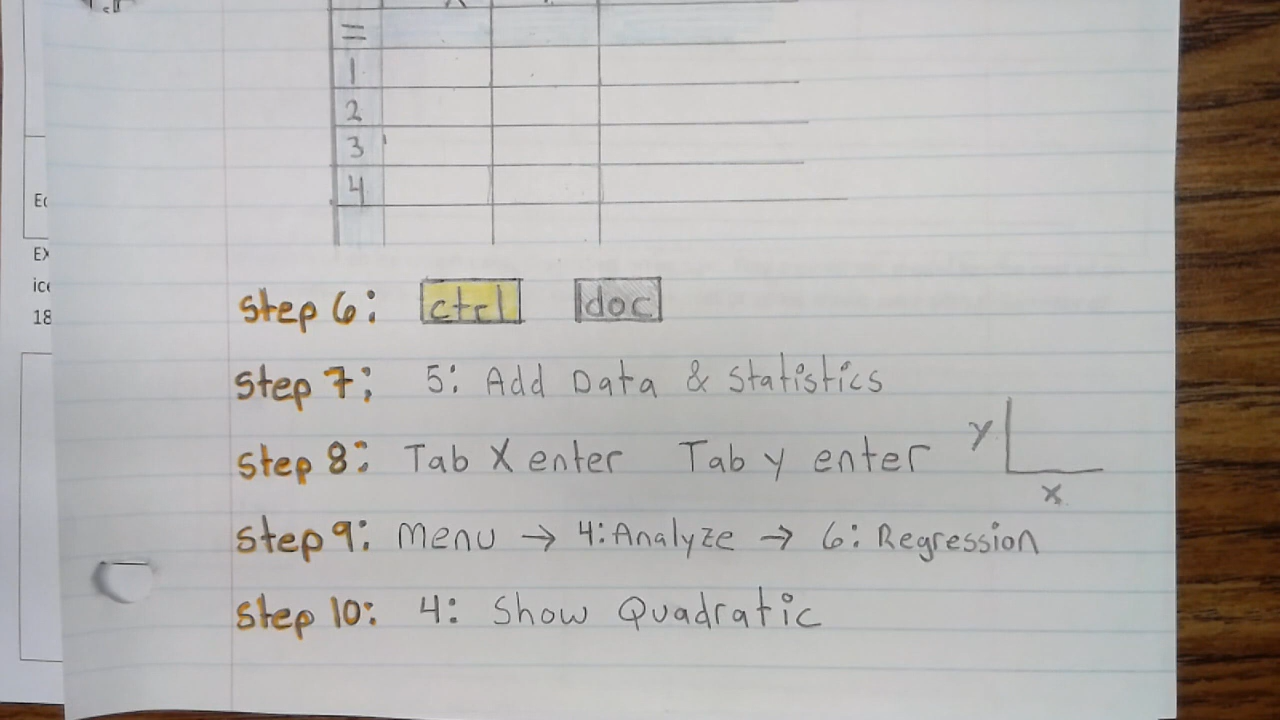 =
1
2
3
4
Step 6: ctrl doc
Step 7: 5: Add Data & Statistics
Step 8: Tab X enter Tab y enter y
x
Step 9: Menu → 4: Analyze → 6: Regression
Step 10: 4: Show Quadratic
18